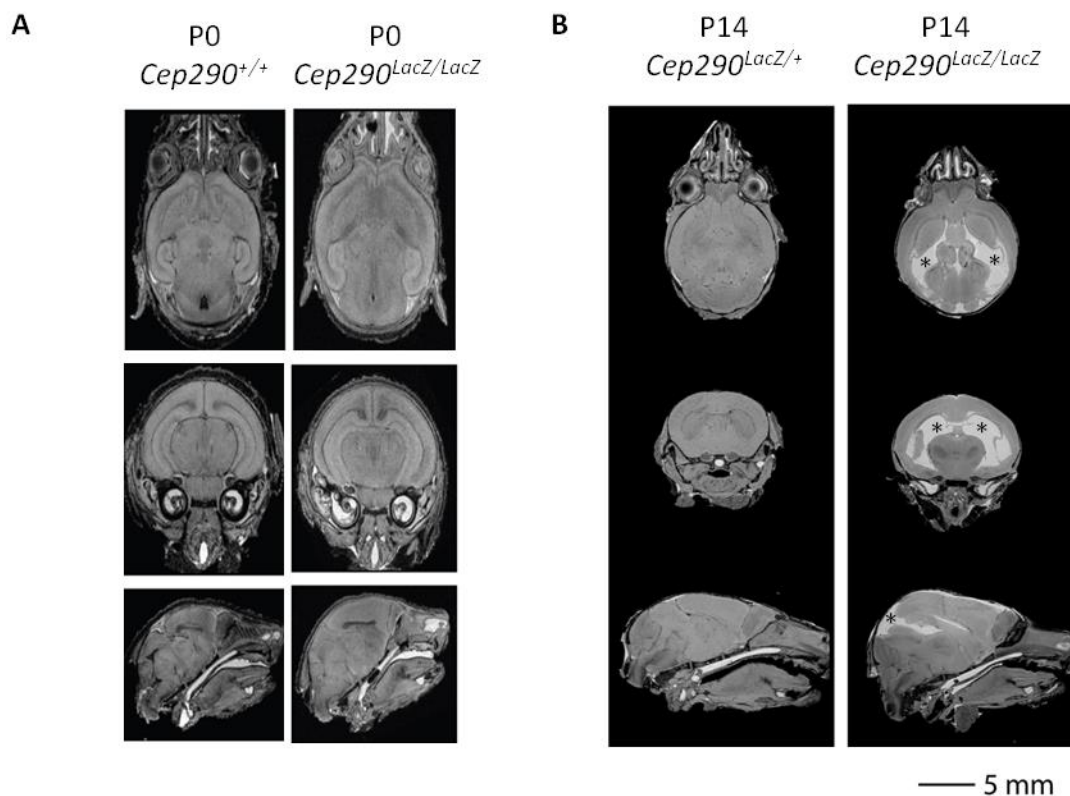 A
P0
Cep290+/+
P0
Cep290LacZ/LacZ
B
P14
Cep290LacZ/+
P14
Cep290LacZ/LacZ
* *
* *
*
5 mm